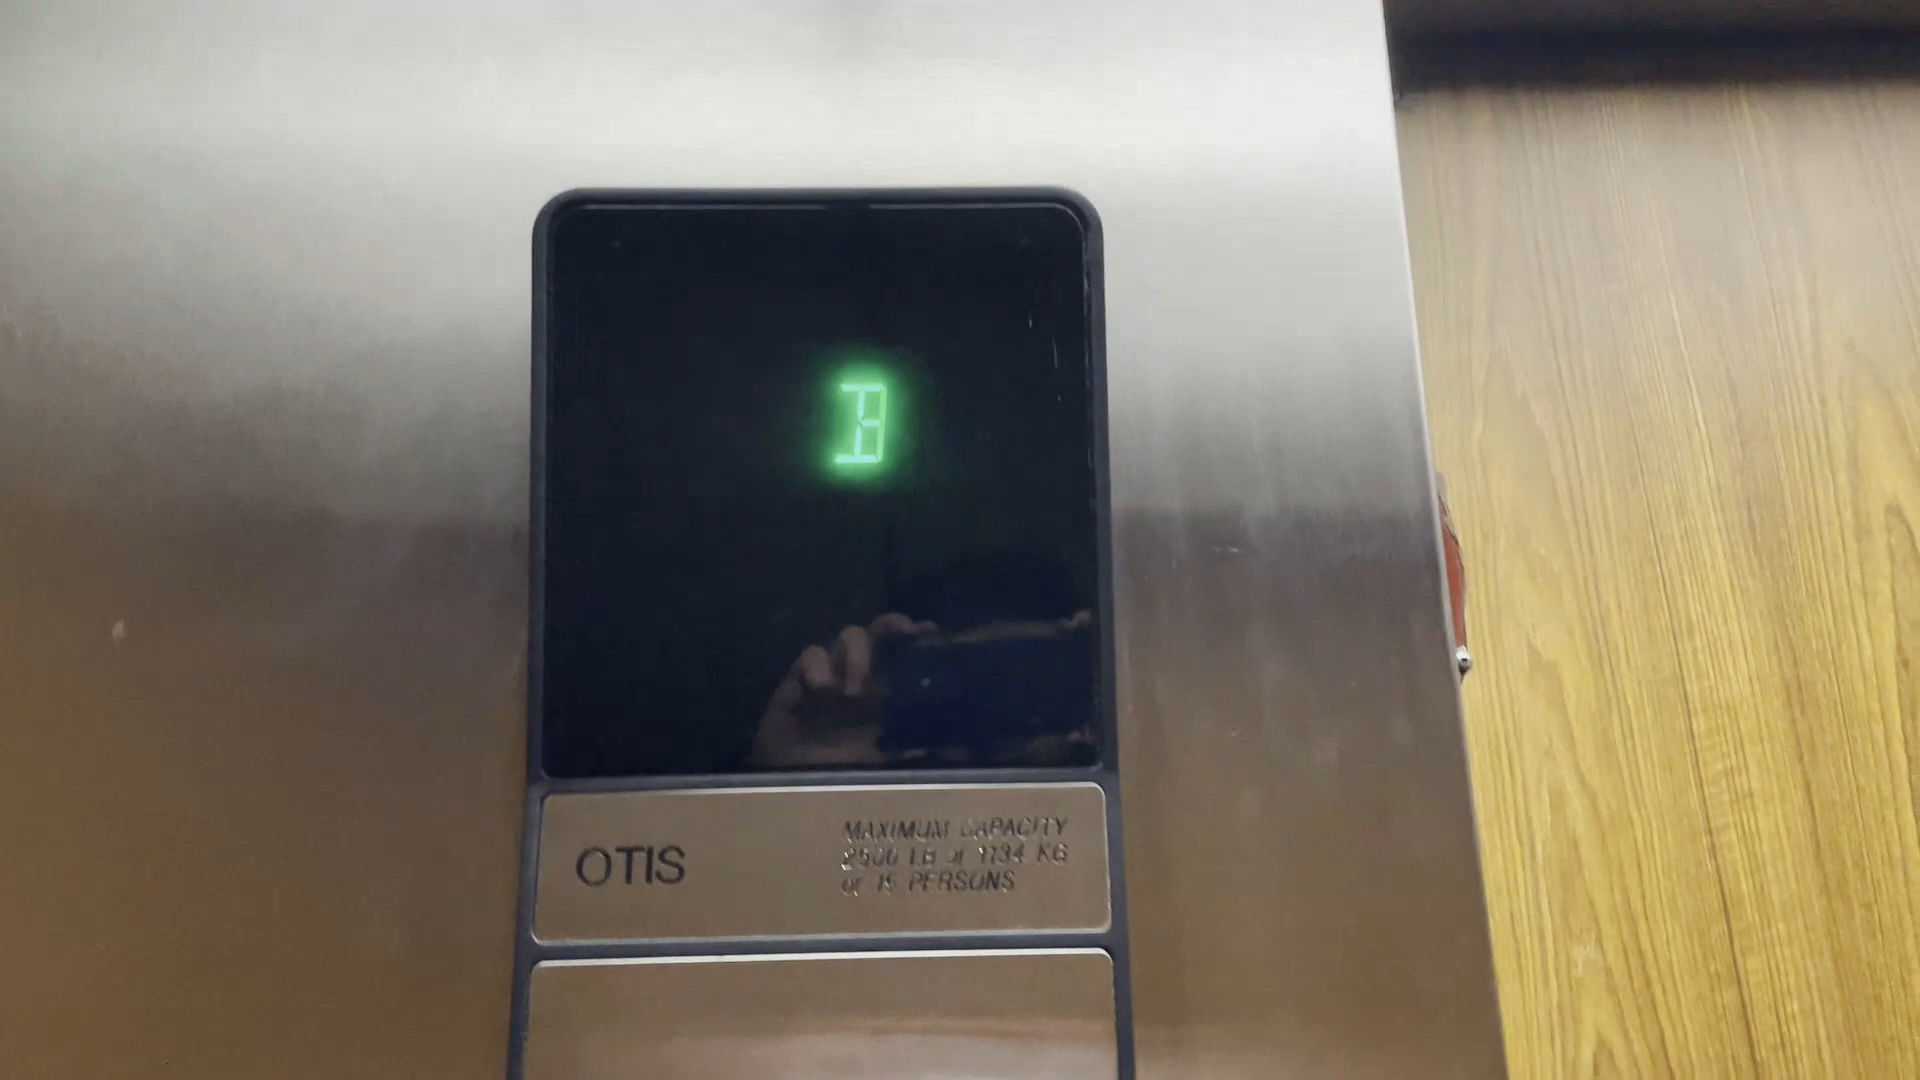 B
OTIS
MAXIMUM CAPACITY
2500 LB or 1134 KG
or 15 PERSONS